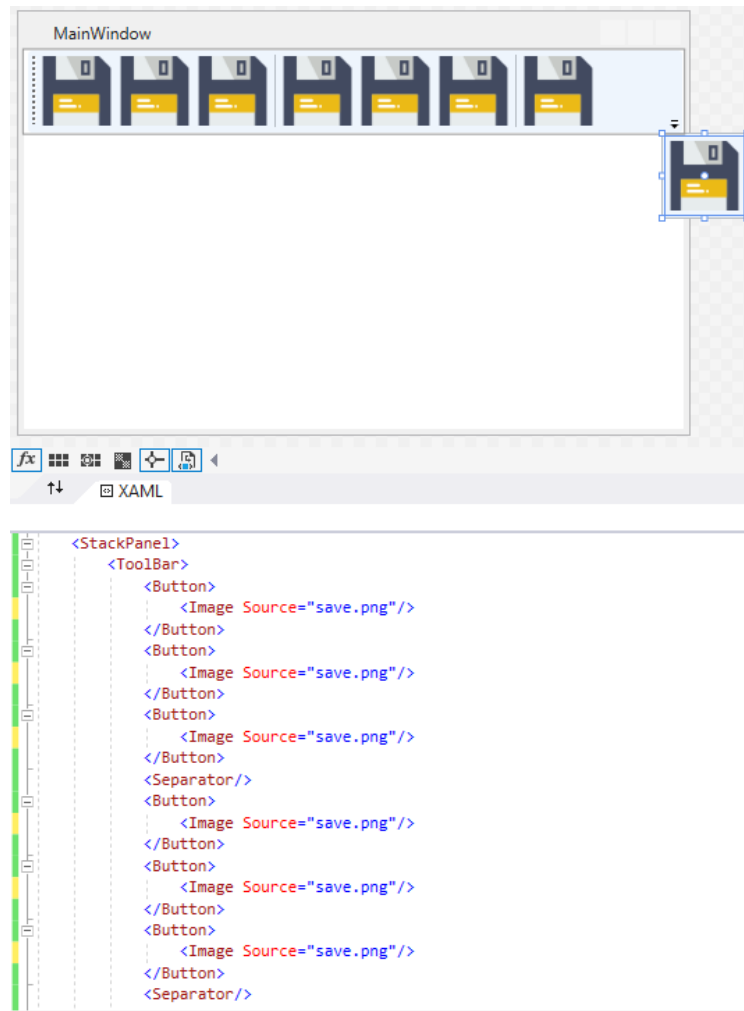 MainWindow
fx
XAML
<StackPanel>
<ToolBar>
<Button>
<Image Source="save.png"/>
</Button>
<Button>
<Image Source="save.png"/>
</Button>
<Button>
<Image Source="save.png"/>
</Button>
<Separator/>
<Button>
<Image Source="save.png"/>
</Button>
<Button>
<Image Source="save.png"/>
</Button>
<Button>
<Image Source="save.png"/>
</Button>
<Separator/>